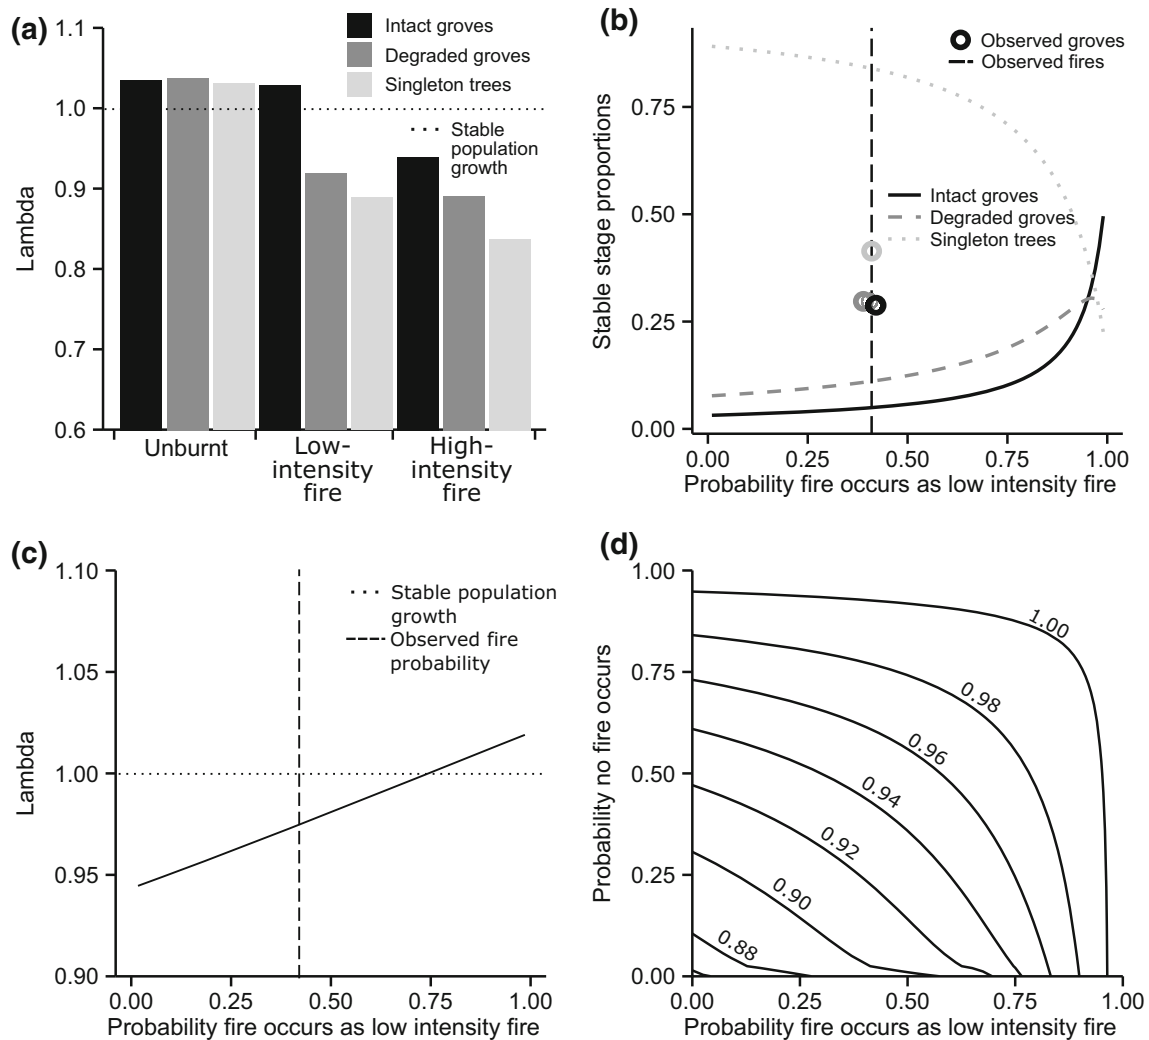 (a)
1.1
1.0
0.9
0.8
0.7
0.6
Lambda
Intact groves
Degraded groves
Singleton trees
Stable
population
growth
Unburnt
Low-
intensity
fire
High-
intensity
fire
(b)
0.75
0.50
0.25
0.00
Stable stage proportions
Observed groves
Observed fires
Intact groves
Degraded groves
Singleton trees
0.00 0.25 0.50 0.75 1.00
Probability fire occurs as low intensity fire
(c)
1.10
1.05
1.00
0.95
0.90
Lambda
Stable population
growth
Observed fire
probability
0.00 0.25 0.50 0.75 1.00
Probability fire occurs as low intensity fire
(d)
1.00
0.75
0.50
0.25
0.00
Probability no fire occurs
1.00
0.98
0.96
0.94
0.92
0.90
0.88
0.00 0.25 0.50 0.75 1.00
Probability fire occurs as low intensity fire